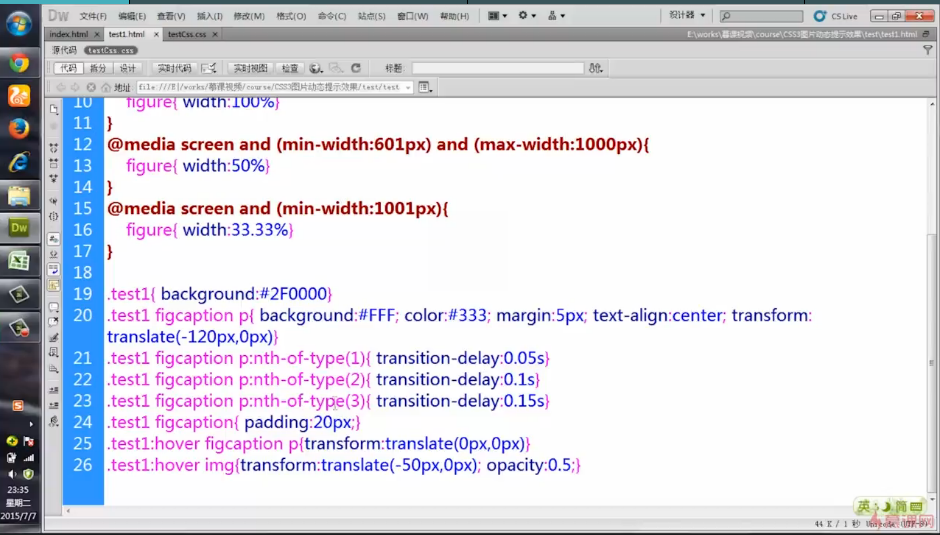 DW 文件(F) 编辑(E) 查看(V) 插入(I) 修改(M) 格式(O) 命令(C) 站点(S) 窗口(W) 帮助(H) 设计器 CS Live
index.html × test1.html × testCss.css ×
E:\works\慕课视频\course\CSS3图片动态提示效果\test\test1.html
源代码 testCss.css
代码 拆分 设计 实时代码 实时视图 检查 标题
地址 file:///E|/works/慕课视频/course/CSS3图片动态提示效果/test/test
10 figure{ width:100%}
11 }
12 @media screen and (min-width:601px) and (max-width:1000px){
13 figure{ width:50%}
14 }
15 @media screen and (min-width:1001px){
16 figure{ width:33.33%}
17 }
18
19 .test1{ background:#2F0000}
20 .test1 figcaption p{ background:#FFF; color:#333; margin:5px; text-align:center; transform:
translate(-120px,0px)}
21 .test1 figcaption p:nth-of-type(1){ transition-delay:0.05s}
22 .test1 figcaption p:nth-of-type(2){ transition-delay:0.1s}
23 .test1 figcaption p:nth-of-type(3){ transition-delay:0.15s}
24 .test1 figcaption{ padding:20px;}
25 .test1:hover figcaption p{transform:translate(0px,0px)}
26 .test1:hover img{transform:translate(-50px,0px); opacity:0.5;}
Dw
23:35
星期二
2015/7/7
英 简
44 K / 1 秒 Unicode (UTF-8)
慕课网